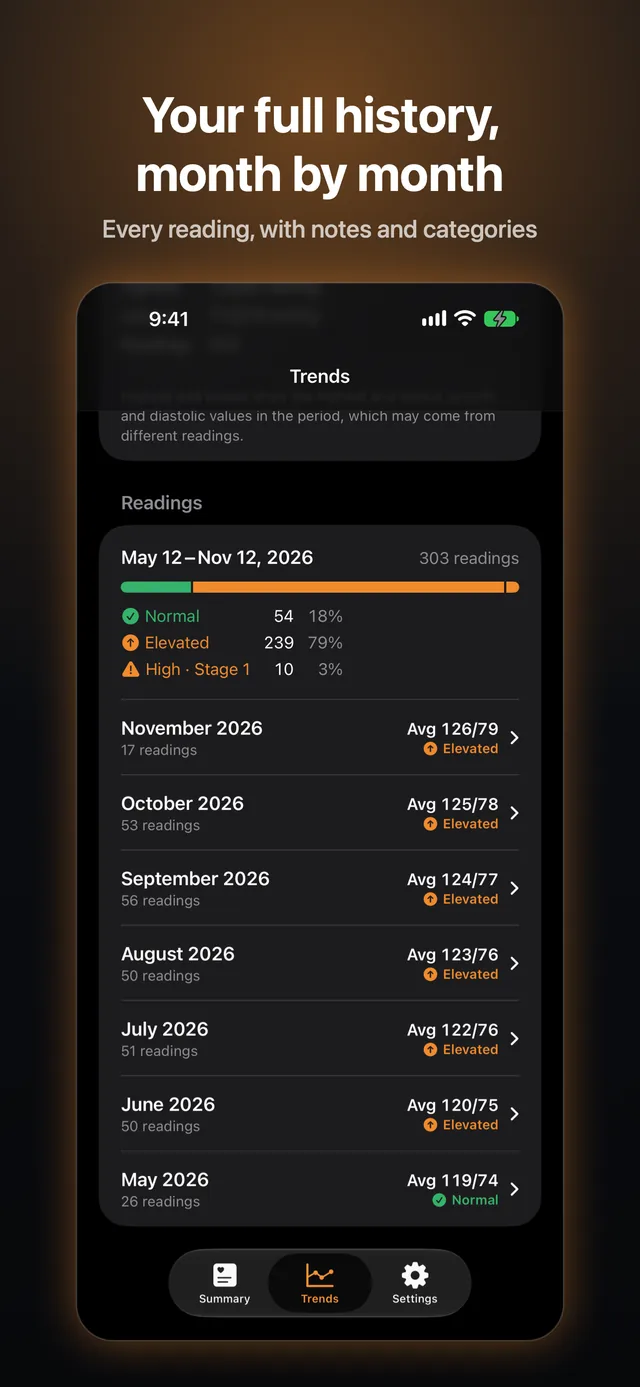 Your full history,
month by month
Every reading, with notes and categories
9:41
Trends
and diastolic values in the period, which may come from
different readings.
Readings
May 12–Nov 12, 2026 303 readings
Normal 54 18%
Elevated 239 79%
High · Stage 1 10 3%
November 2026 Avg 126/79
17 readings Elevated
October 2026 Avg 125/78
53 readings Elevated
September 2026 Avg 124/77
56 readings Elevated
August 2026 Avg 123/76
50 readings Elevated
July 2026 Avg 122/76
51 readings Elevated
June 2026 Avg 120/75
50 readings Elevated
May 2026 Avg 119/74
26 readings Normal
Summary Trends Settings